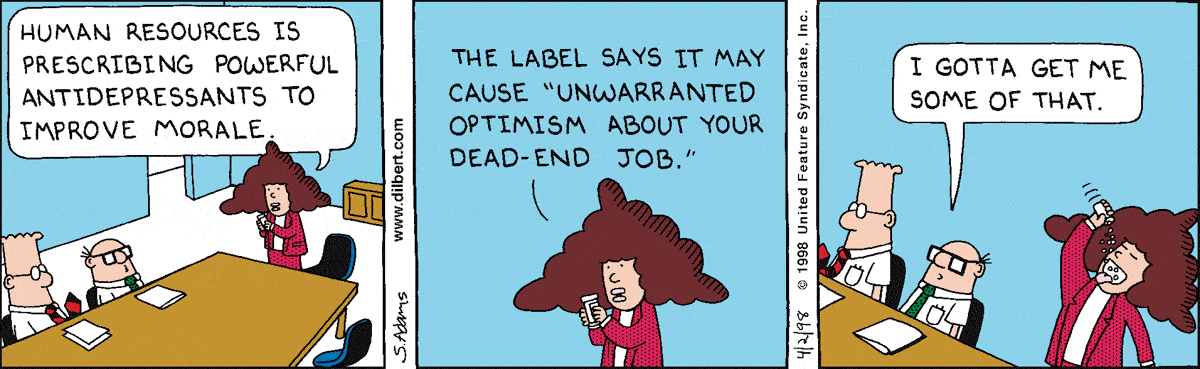 HUMAN RESOURCES IS
PRESCRIBING POWERFUL
ANTIDEPRESSANTS TO
IMPROVE MORALE.
www.dilbert.com
S. Adams
THE LABEL SAYS IT MAY
CAUSE "UNWARRANTED
OPTIMISM ABOUT YOUR
DEAD-END JOB."
4/2/98 © 1998 United Feature Syndicate, Inc.
I GOTTA GET ME
SOME OF THAT.